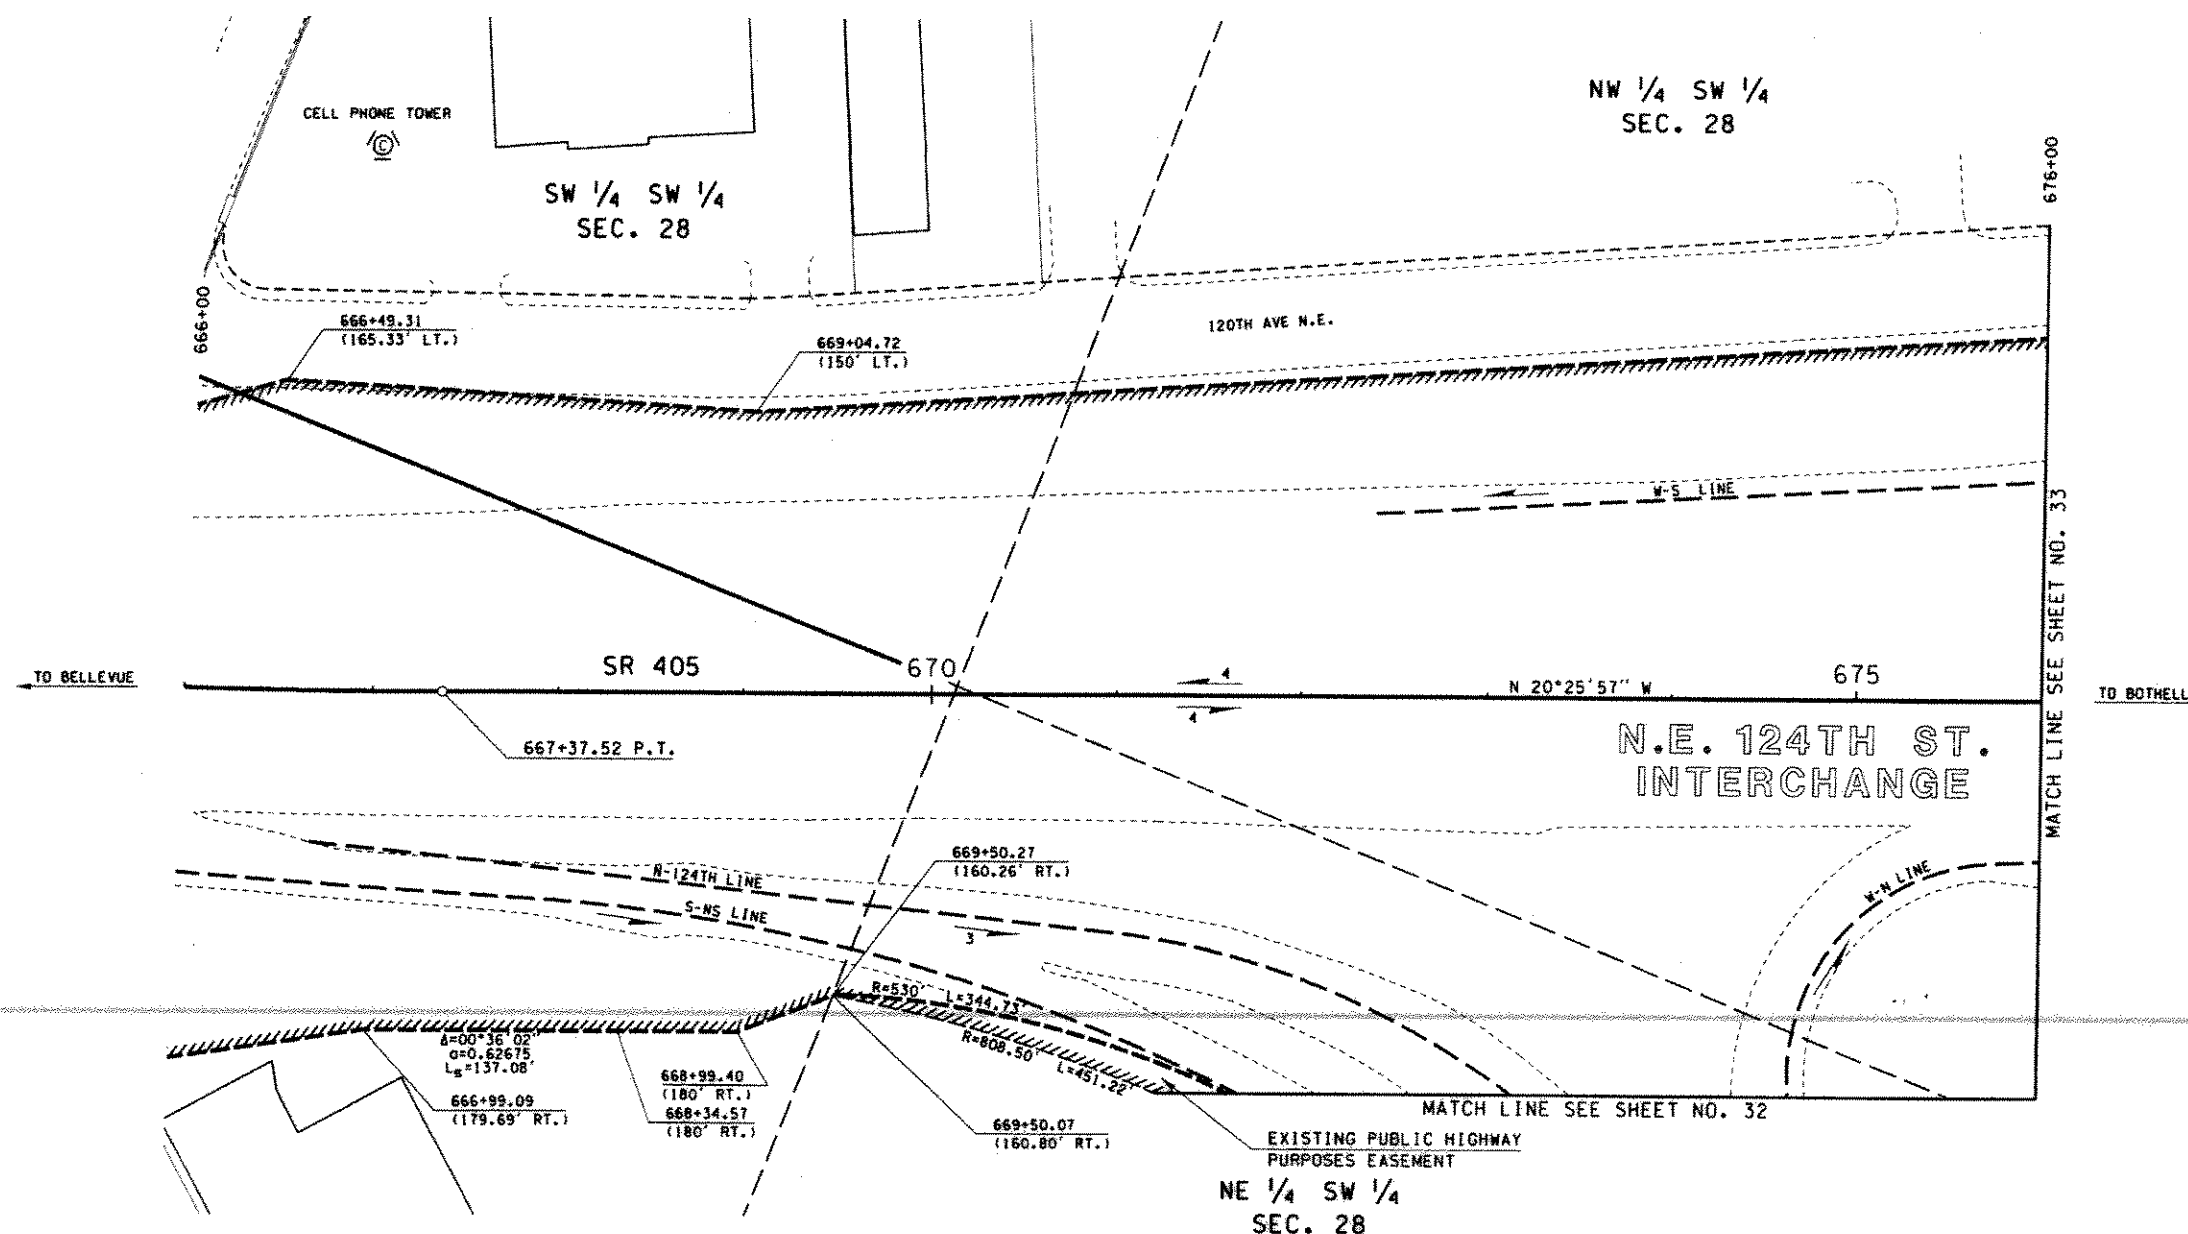 CELL PHONE TOWER
C
SW 1/4 SW 1/4
SEC. 28
NW 1/4 SW 1/4
SEC. 28
676+00
666+00
666+49.31
(165.33' LT.)
669+04.72
(150' LT.)
120TH AVE N.E.
W-S LINE
MATCH LINE SEE SHEET NO. 33
TO BELLEVUE
SR 405
670
4
4
N 20°25'57" W
675
TO BOTHELL
667+37.52 P.T.
N.E. 124TH ST.
INTERCHANGE
669+50.27
(160.26' RT.)
N-124TH LINE
S-NS LINE
3
W-N LINE
R=530' L=344.73'
R=808.50' L=451.22'
Δ=00°36'02"
a=0.62675
Ls=137.08'
666+99.09
(179.69' RT.)
668+99.40
(180' RT.)
668+34.57
(180' RT.)
669+50.07
(160.80' RT.)
MATCH LINE SEE SHEET NO. 32
EXISTING PUBLIC HIGHWAY
PURPOSES EASEMENT
NE 1/4 SW 1/4
SEC. 28